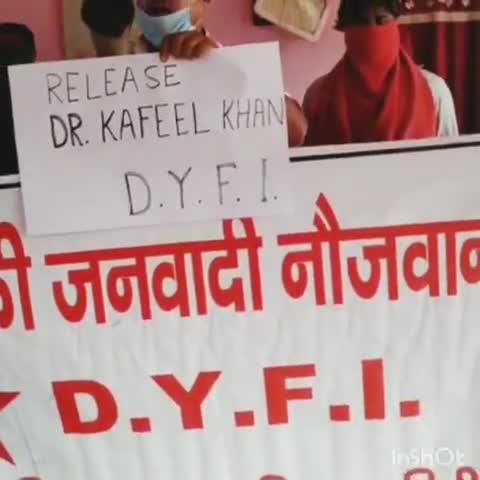 RELEASE
DR. KAFEEL KHAN
D.Y.F.I.
की जनवादी नौजवान
D.Y.F.I.
InShOt